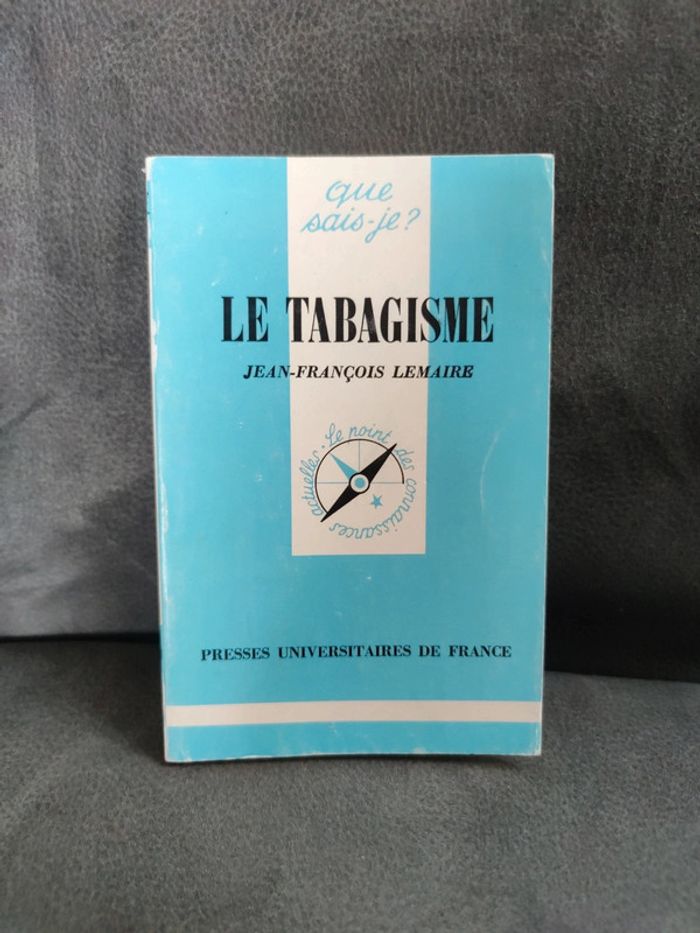 que
sais-je?
LE TABAGISME
JEAN-FRANÇOIS LEMAIRE
Le point des connaissances actuelles.
PRESSES UNIVERSITAIRES DE FRANCE